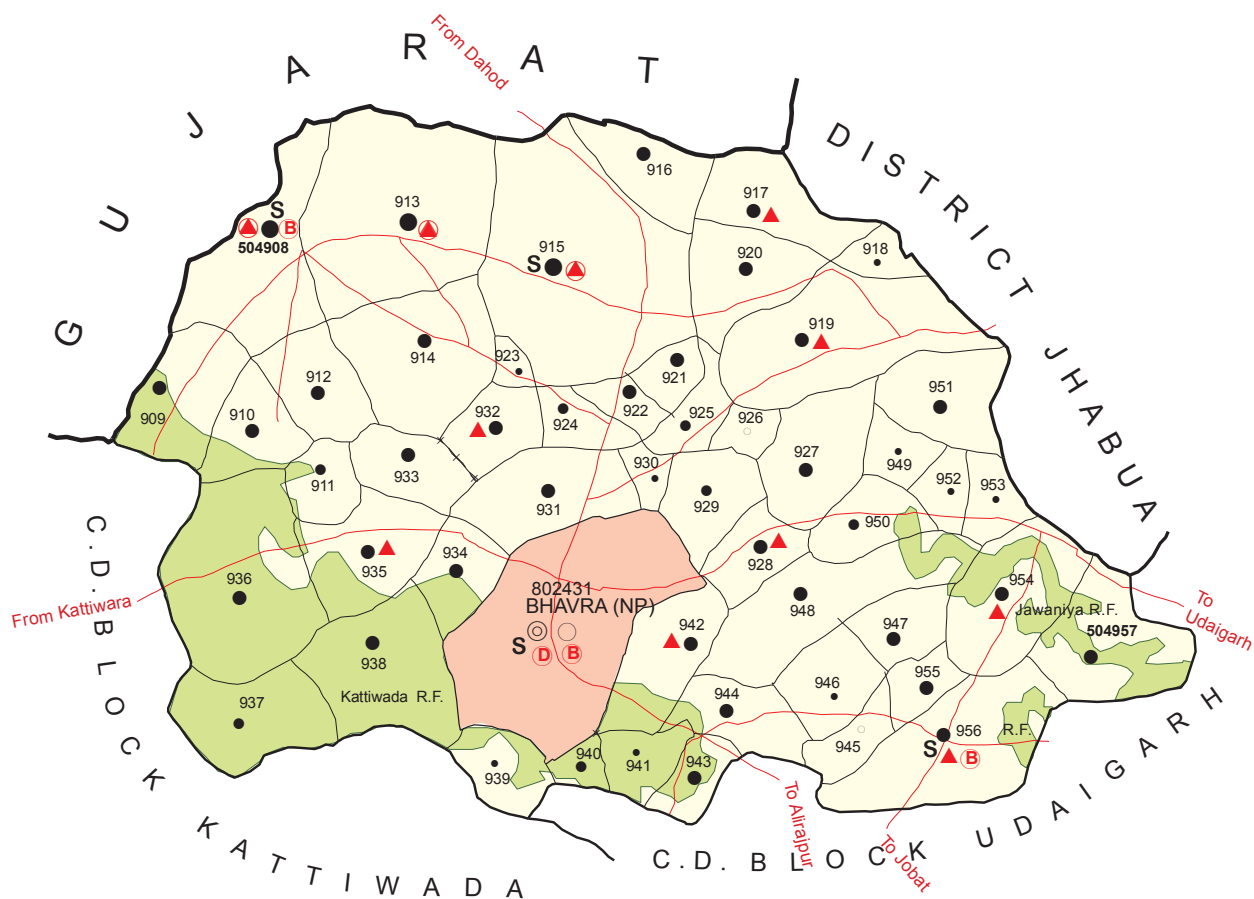 GUJARAT
From Dahod
DISTRICT JHABUA
916
917
S
B
504908
913
S
915
920
918
919
914
923
921
912
951
909
910
922
925
926
932
924
927
949
933
930
952
953
911
929
931
950
934
935
928
936
954
802431
BHAVRA (NP)
948
Jawaniya R.F.
From Kattiwara
To
Udaigarh
S
D
B
942
947
504957
938
955
Kattiwada R.F.
946
944
937
956
R.F.
S
B
945
940
941
943
939
To Alirajpur
To Jobat
C.D.BLOCK KATTIWADA
C.D. BLOCK UDAIGARH